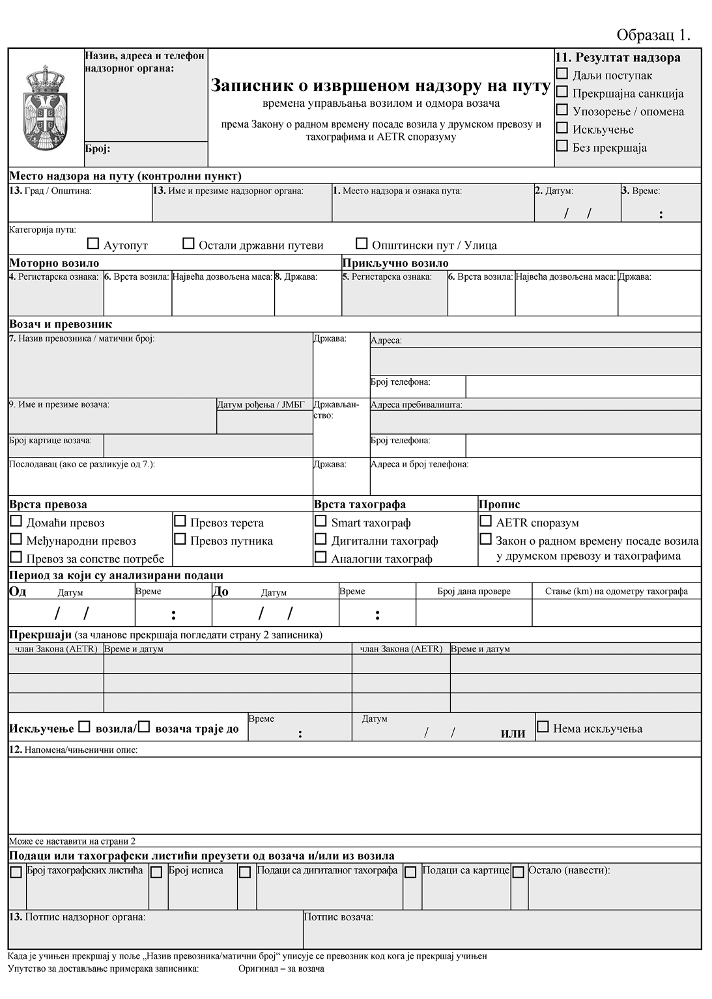 Образац 1.
Назив, адреса и телефон
надзорног органа:
Број:
Записник о извршеном надзору на путу
времена управљања возилом и одмора возача
према Закону о радном времену посаде возила у друмском превозу и
тахографима и AETR споразуму
11. Резултат надзора
Даљи поступак
Прекршајна санкција
Упозорење / опомена
Искључење
Без прекршаја
Место надзора на путу (контролни пункт)
13. Град / Општина: 13. Име и презиме надзорног органа: 1. Место надзора и ознака пута: 2. Датум: 3. Време:
/ / :
Категорија пута:
Аутопут Остали државни путеви Општински пут / Улица
Моторно возило Прикључно возило
4. Регистарска ознака: 6. Врста возила: Највећа дозвољена маса: 8. Држава: 5. Регистарска ознака: 6. Врста возила: Највећа дозвољена маса: Држава:
Возач и превозник
7. Назив превозника / матични број: Држава: Адреса:
Број телефона:
9. Име и презиме возача: Датум рођења / ЈМБГ Држављан- Адреса пребивалишта:
ство:
Број картице возача: Број телефона:
Послодавац (ако се разликује од 7.): Држава: Адреса и број телефона:
Врста превоза Врста тахографа Пропис
Домаћи превоз Превоз терета Smart тахограф AETR споразум
Међународни превоз Превоз путника Дигитални тахограф Закон о радном времену посаде возила
Превоз за сопстве потребе Аналогни тахограф у друмском превозу и тахографима
Период за који су анализирани подаци
Од Датум Време До Датум Време Број дана провере Стање (km) на одометру тахографа
/ / : / / :
Прекршаји (за чланове прекршаја погледати страну 2 записника)
члан Закона (AETR) Време и датум члан Закона (AETR) Време и датум
Искључење возила/ возача траје до Време : Датум / / ИЛИ Нема искључења
12. Напомена/чињенични опис:
Може се наставити на страни 2
Подаци или тахографски листићи преузети од возача и/или из возила
Број тахографских листића Број исписа Подаци са дигиталног тахографа Подаци са картице Остало (навести):
13. Потпис надзорног органа: Потпис возача:
Када је учињен прекршај у поље „Назив превозника/матични број“ уписује се превозник код кога је прекршај учињен
Упутство за достављање примерака записника: Оригинал – за возача